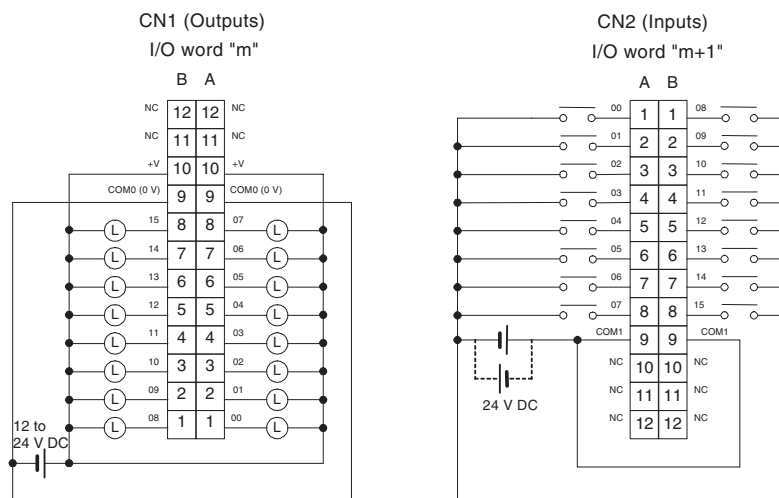 CN1 (Outputs)
I/O word "m"
B A
NC 12 12 NC
NC 11 11 NC
+V 10 10 +V
COM0 (0 V) 9 9 COM0 (0 V)
L 15 8 8 07 L
L 14 7 7 06 L
L 13 6 6 05 L
L 12 5 5 04 L
L 11 4 4 03 L
L 10 3 3 02 L
L 09 2 2 01 L
L 08 1 1 00 L
12 to
24 V DC
CN2 (Inputs)
I/O word "m+1"
A B
00 1 1 08
01 2 2 09
02 3 3 10
03 4 4 11
04 5 5 12
05 6 6 13
06 7 7 14
07 8 8 15
COM1 9 9 COM1
NC 10 10 NC
NC 11 11 NC
NC 12 12 NC
24 V DC